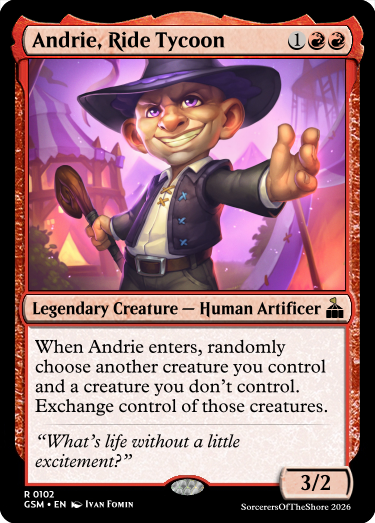 Andrie, Ride Tycoon 1
Legendary Creature — Human Artificer
When Andrie enters, randomly
choose another creature you control
and a creature you don’t control.
Exchange control of those creatures.
“What’s life without a little
excitement?”
3/2
R 0102
GSM • EN Ivan Fomin
SorcerersOfTheShore 2026